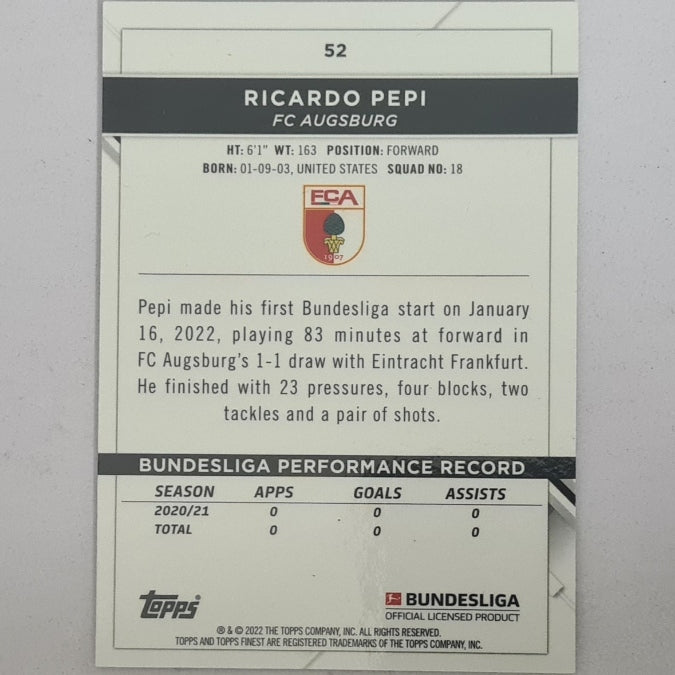 52
RICARDO PEPI
FC AUGSBURG
HT: 6'1" WT: 163 POSITION: FORWARD
BORN: 01-09-03, UNITED STATES SQUAD NO: 18
FCA
1907
Pepi made his first Bundesliga start on January
16, 2022, playing 83 minutes at forward in
FC Augsburg's 1-1 draw with Eintracht Frankfurt.
He finished with 23 pressures, four blocks, two
tackles and a pair of shots.
BUNDESLIGA PERFORMANCE RECORD
SEASON APPS GOALS ASSISTS
2020/21 0 0 0
TOTAL 0 0 0
Topps BUNDESLIGA
OFFICIAL LICENSED PRODUCT
® & © 2022 THE TOPPS COMPANY, INC. ALL RIGHTS RESERVED.
TOPPS AND TOPPS FINEST ARE REGISTERED TRADEMARKS OF THE TOPPS COMPANY, INC.